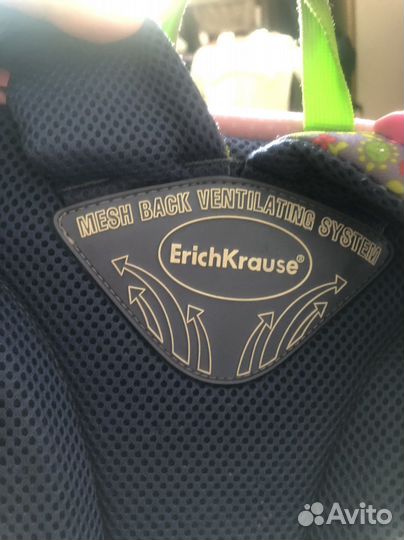 MESH BACK VENTILATING SYSTEM
ErichKrause®
Avito